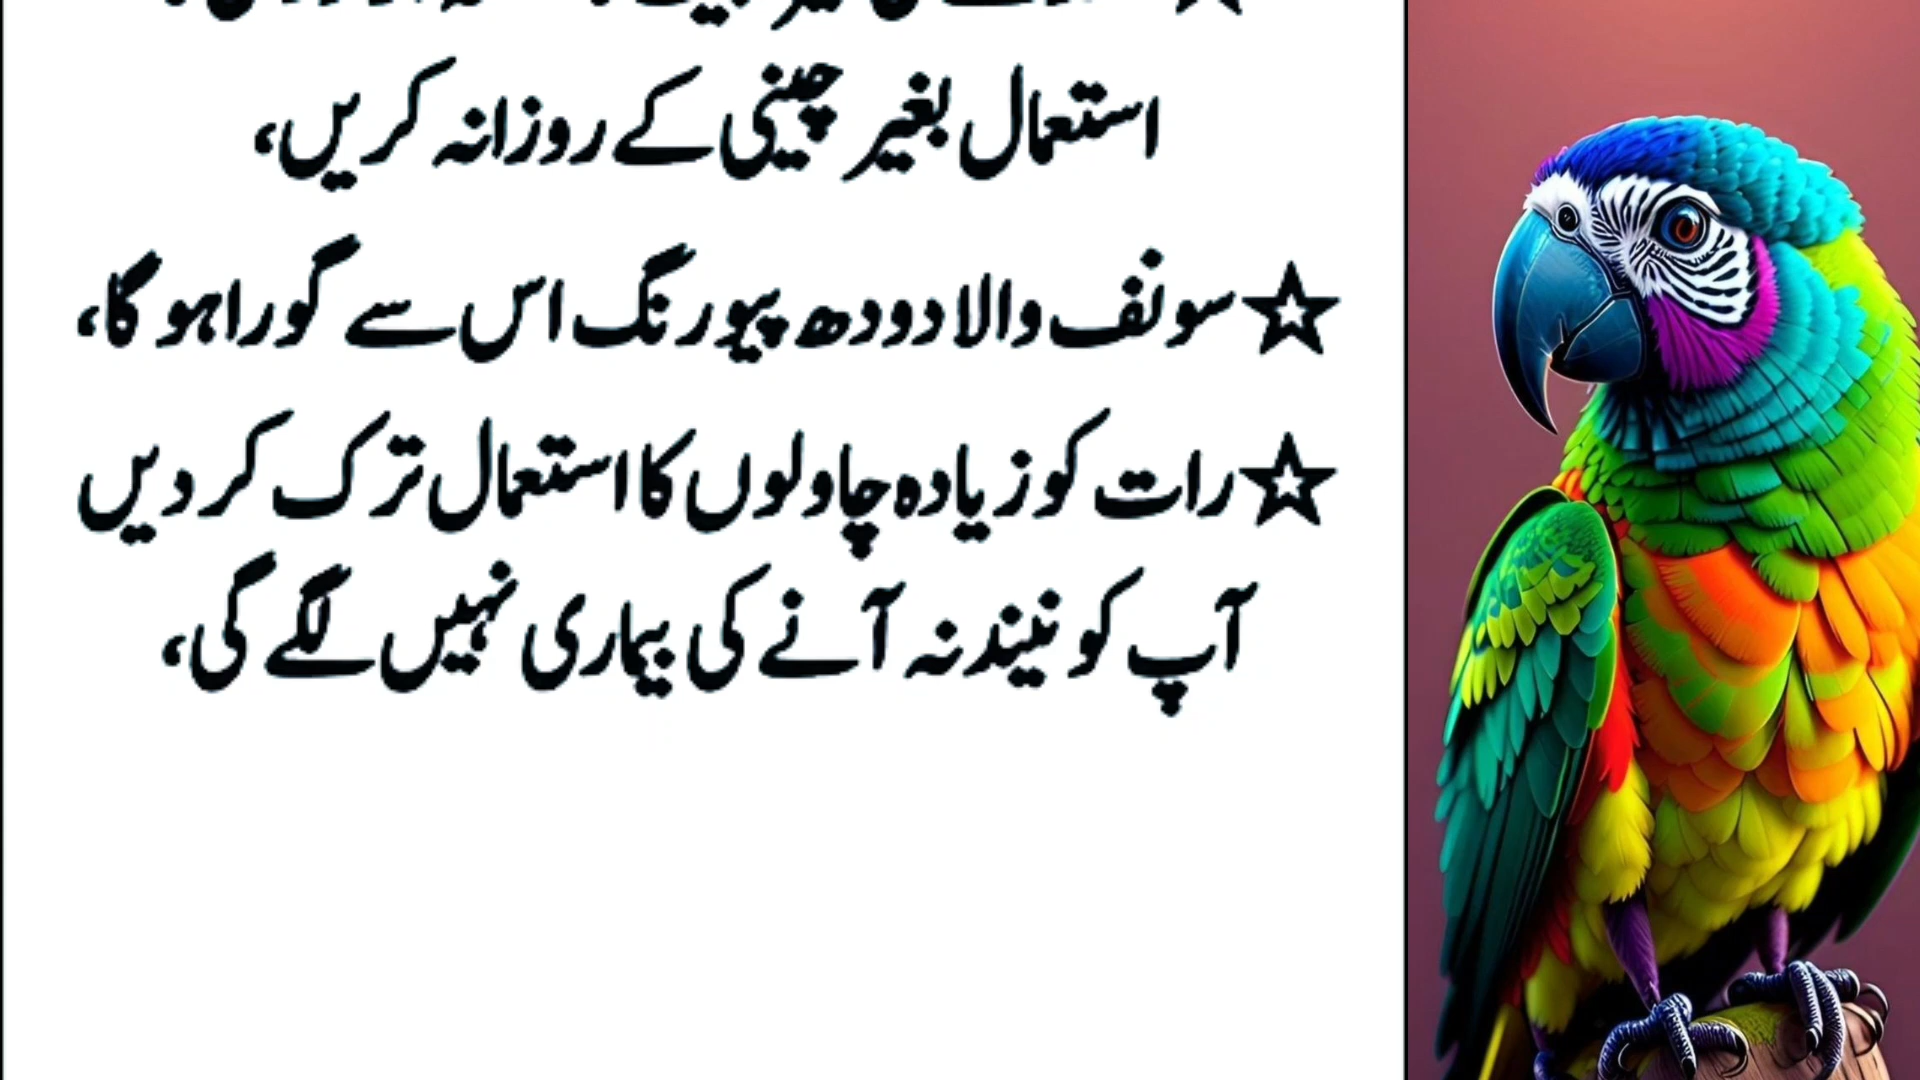 استعمال بغیر چینی کے روزانہ کریں،
☆سونف والا دودھ پیو رنگ اس سے گورا ہو گا،
☆رات کو زیادہ چاولوں کا استعمال ترک کر دیں
آپ کو نیند نہ آنے کی بیماری نہیں لگے گی،